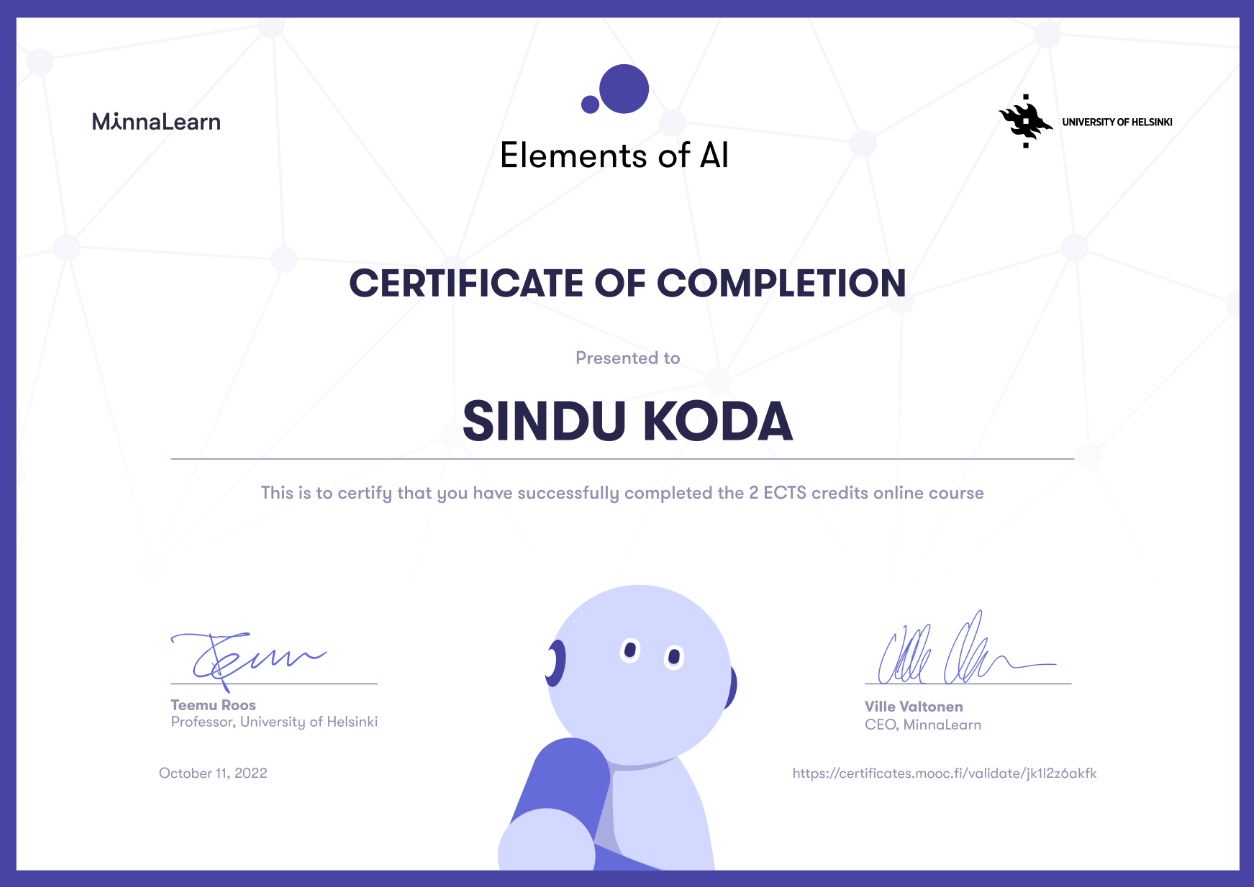 MinnaLearn
Elements of AI
UNIVERSITY OF HELSINKI
CERTIFICATE OF COMPLETION
Presented to
SINDU KODA
This is to certify that you have successfully completed the 2 ECTS credits online course
Teemu Roos
Professor, University of Helsinki
Ville Valtonen
CEO, MinnaLearn
October 11, 2022
https://certificates.mooc.fi/validate/jk1l2z6akfk